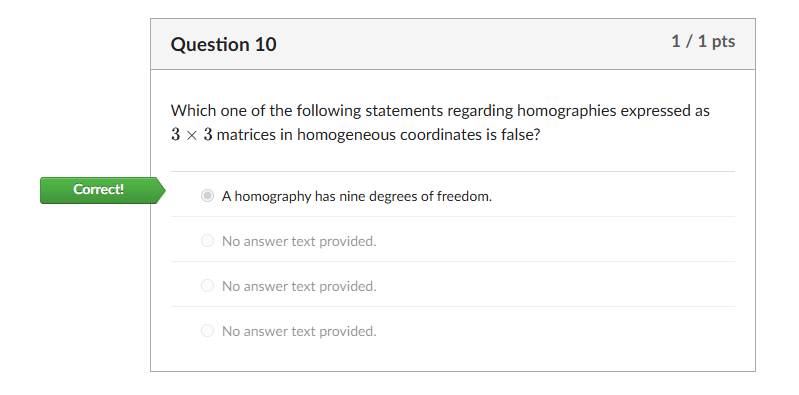 Question 10
1 / 1 pts
Which one of the following statements regarding homographies expressed as
3 × 3 matrices in homogeneous coordinates is false?
Correct!
A homography has nine degrees of freedom.
No answer text provided.
No answer text provided.
No answer text provided.